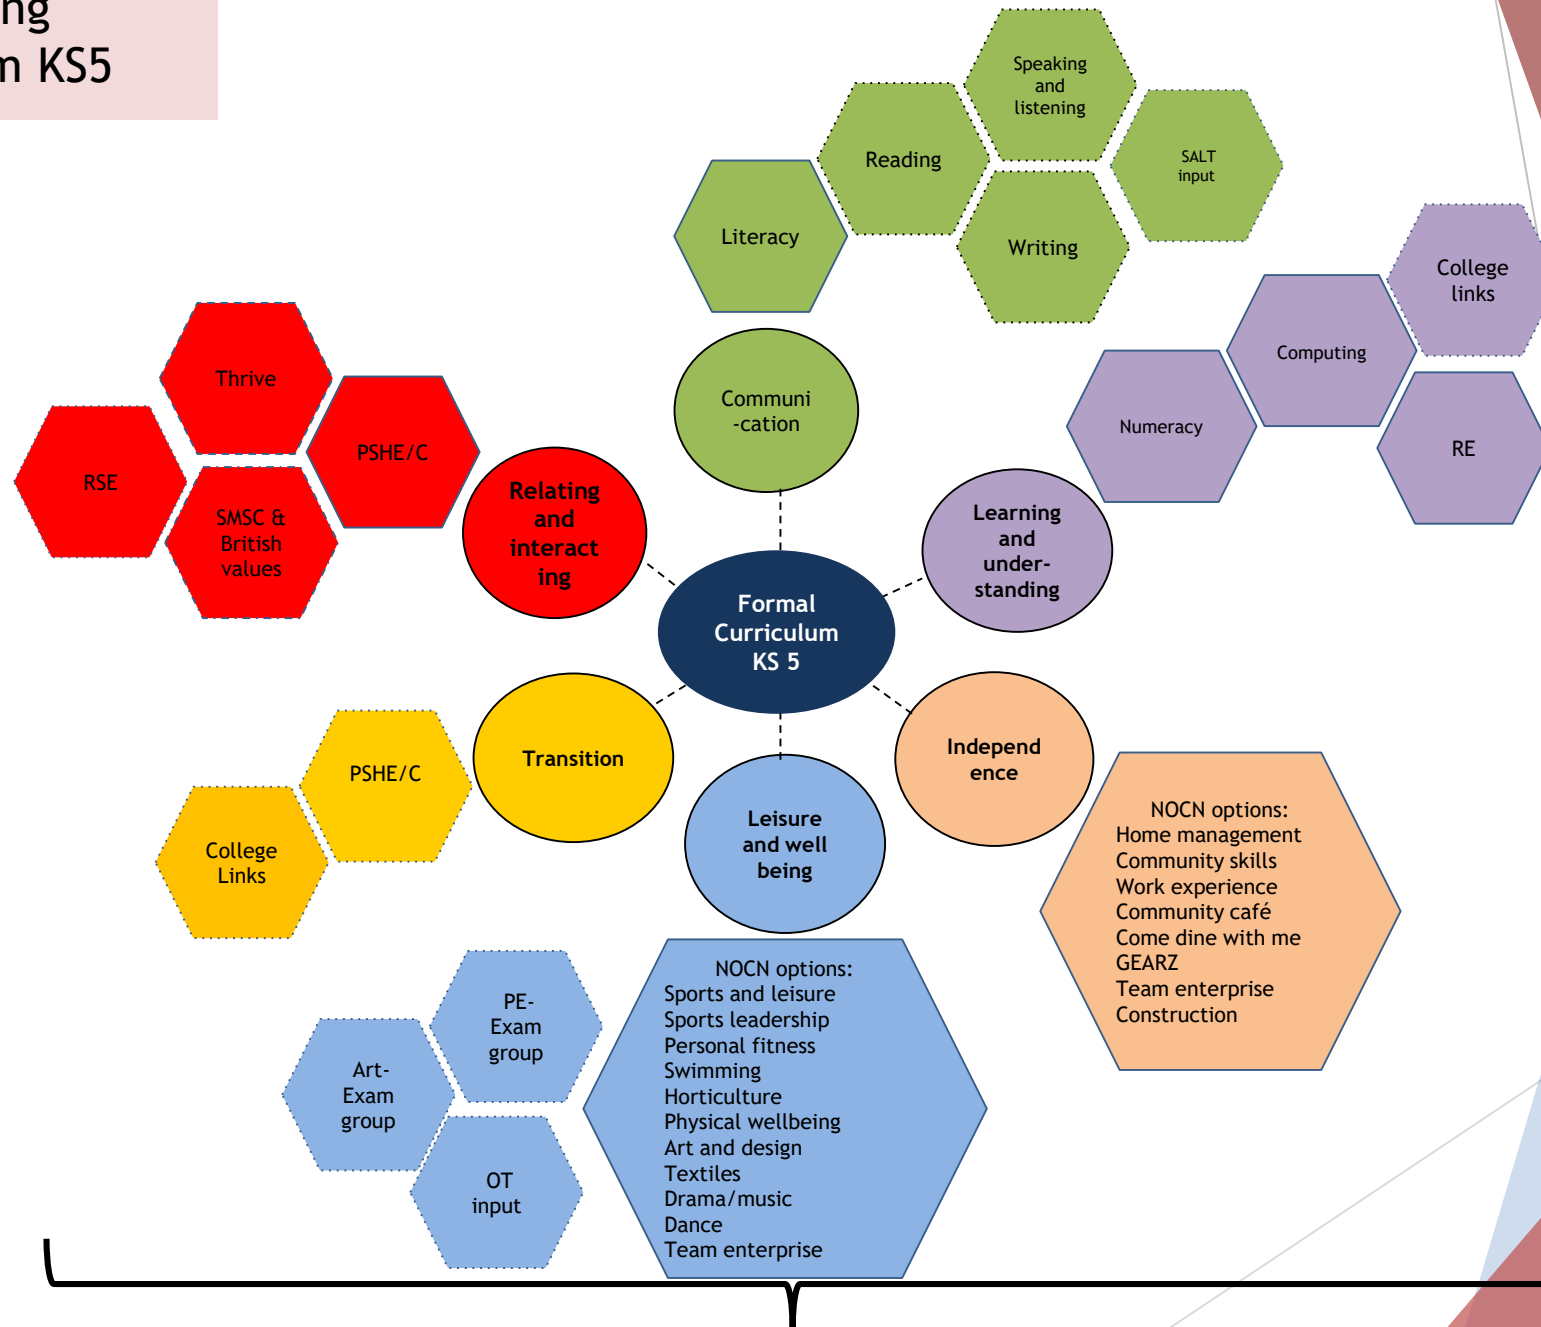 ng
m KS5
Speaking
and
listening
Reading
SALT
input
Literacy
Writing
College
links
Computing
Numeracy
RE
Thrive
PSHE/C
RSE
SMSC &
British
values
Communi
-cation
Relating
and
interact
ing
Learning
and
under-
standing
Formal
Curriculum
KS 5
Transition
Independ
ence
Leisure
and well
being
PSHE/C
College
Links
NOCN options:
Home management
Community skills
Work experience
Community café
Come dine with me
GEARZ
Team enterprise
Construction
PE-
Exam
group
Art-
Exam
group
OT
input
NOCN options:
Sports and leisure
Sports leadership
Personal fitness
Swimming
Horticulture
Physical wellbeing
Art and design
Textiles
Drama/music
Dance
Team enterprise